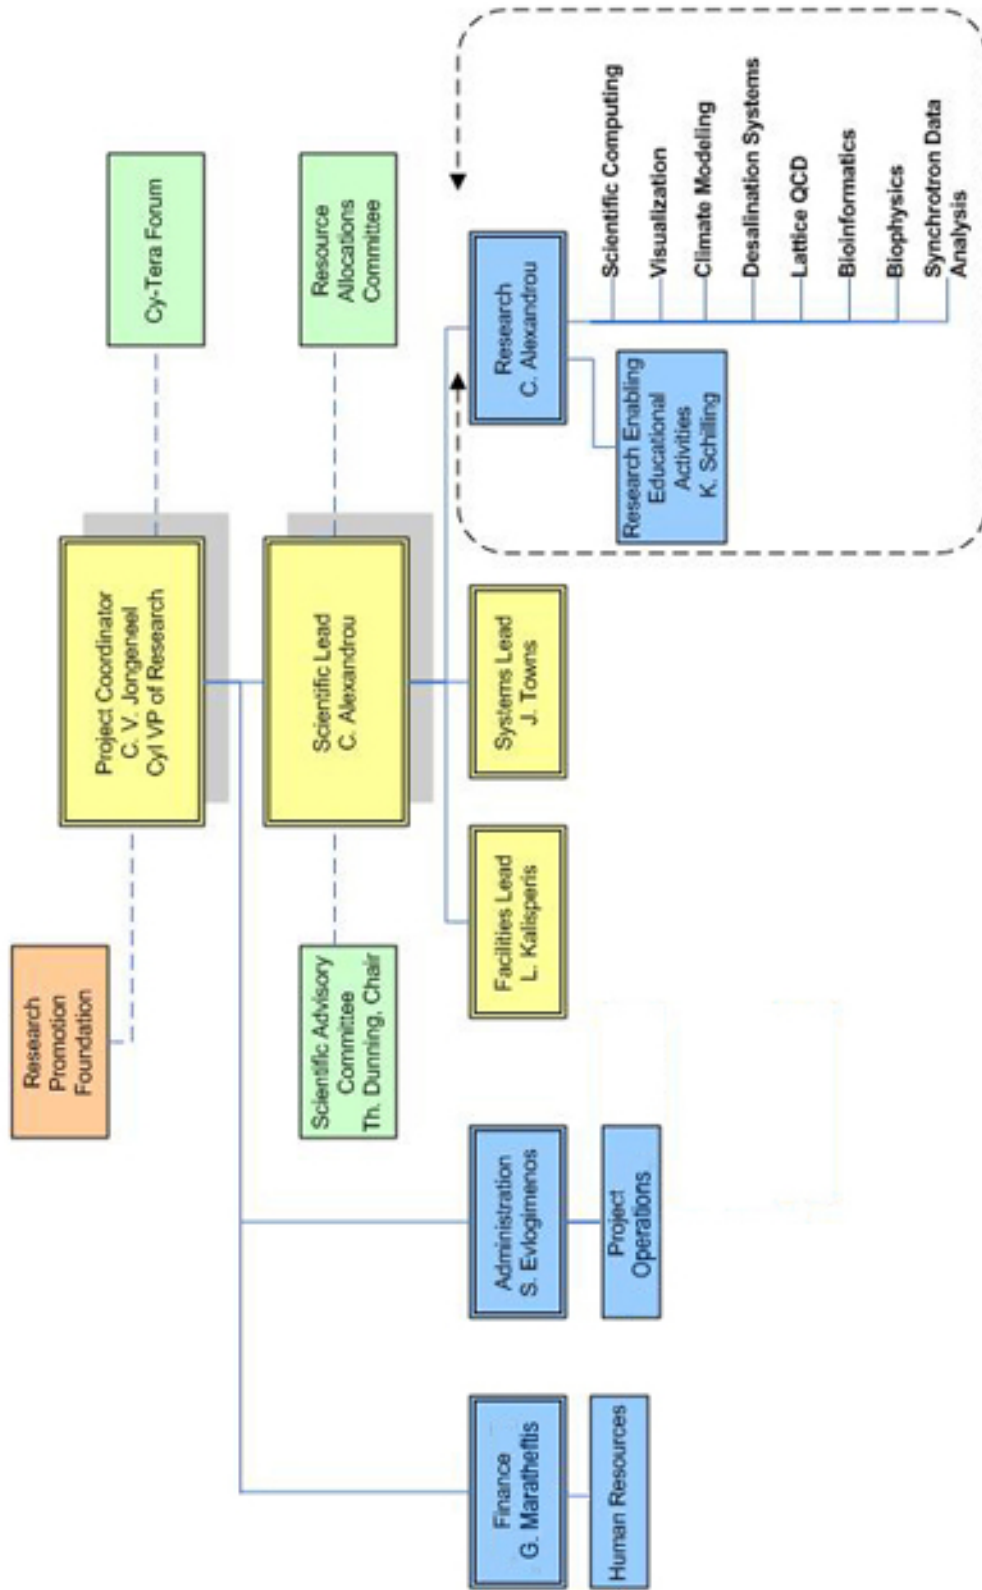 Research
Promotion
Foundation
Project Coordinator
C. V. Jongeneel
CyI VP of Research
Cy-Tera Forum
Scientific Advisory
Committee
Th. Dunning, Chair
Scientific Lead
C. Alexandrou
Resource
Allocations
Committee
Finance
G. Maratheftis
Administration
S. Evlogimenos
Facilities Lead
L. Kalisperis
Systems Lead
J. Towns
Research
C. Alexandrou
Human Resources
Project
Operations
Research Enabling
Educational
Activities
K. Schilling
Scientific Computing
Visualization
Climate Modeling
Desalination Systems
Lattice QCD
Bioinformatics
Biophysics
Synchrotron Data
Analysis